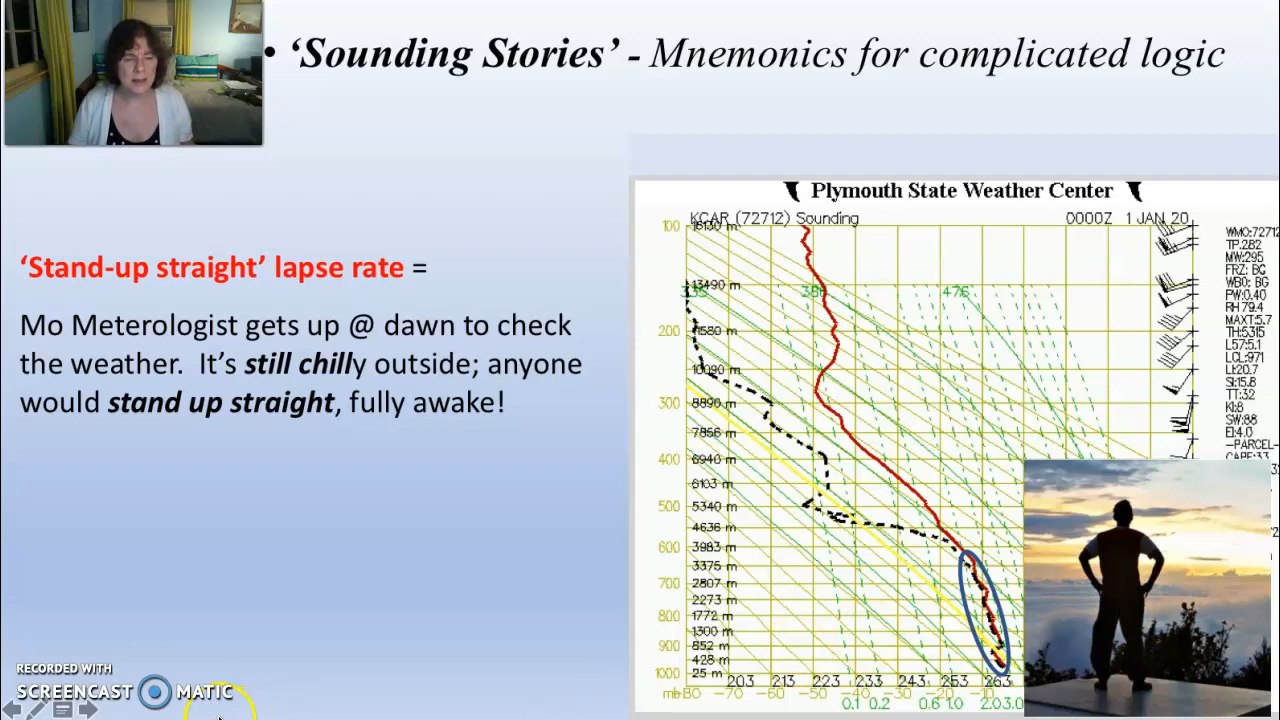 • ‘Sounding Stories’ - Mnemonics for complicated logic
‘Stand-up straight’ lapse rate =
Mo Meterologist gets up @ dawn to check
the weather. It’s still chilly outside; anyone
would stand up straight, fully awake!
Plymouth State Weather Center
KCAR (72712) Sounding 0000Z 1 JAN 20
100 16130 m
13490 m
200 11580 m
10090 m
300 8890 m
7856 m
400 6940 m
6103 m
500 5340 m
4636 m
600 3983 m
3375 m
700 2807 m
2273 m
800 1772 m
1300 m
900 852 m
428 m
1000 25 m
476
203 213 223 233 243 253 263
mb -80 -70 -60 -50 -40 -30 -20 -10
0.1 0.2 0.6 1.0 2.0 3.0
WMO:72712
TP:282
MW:295
FRZ: BG
WB0: BG
PW:0.40
RH:79.4
MAXT:5.7
TH:5315
L57:5.1
LCL:971
LI:20.7
SI:15.8
TT:32
KI:8
SW:88
EI:4.0
-PARCEL-
CAPE:33
RECORDED WITH
SCREENCAST MATIC